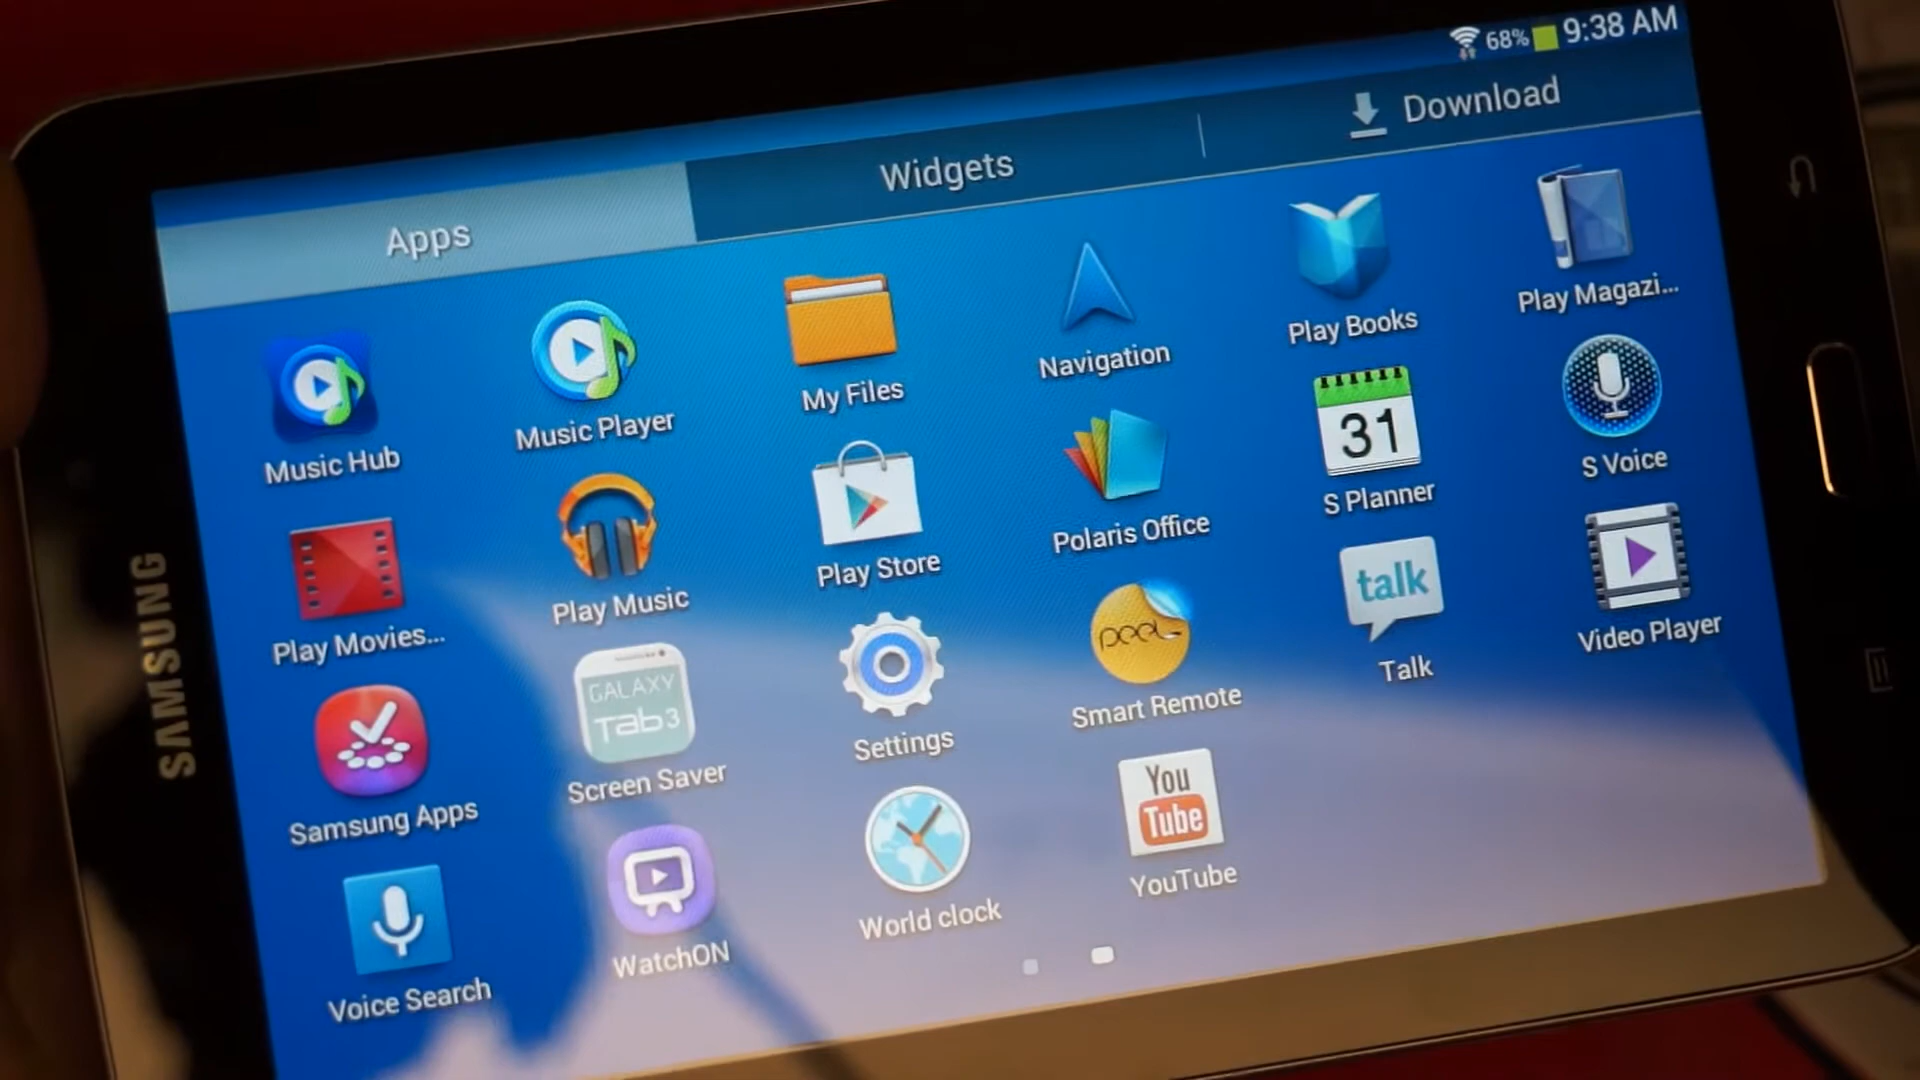 68% 9:38 AM
Apps Widgets Download
Music Hub Music Player My Files Navigation Play Books Play Magazi...
Play Movies... Play Music Play Store Polaris Office 31 S Planner S Voice
Samsung Apps GALAXY Tab 3 Screen Saver Settings peel Smart Remote talk Talk Video Player
Voice Search WatchON World clock You Tube YouTube
SAMSUNG